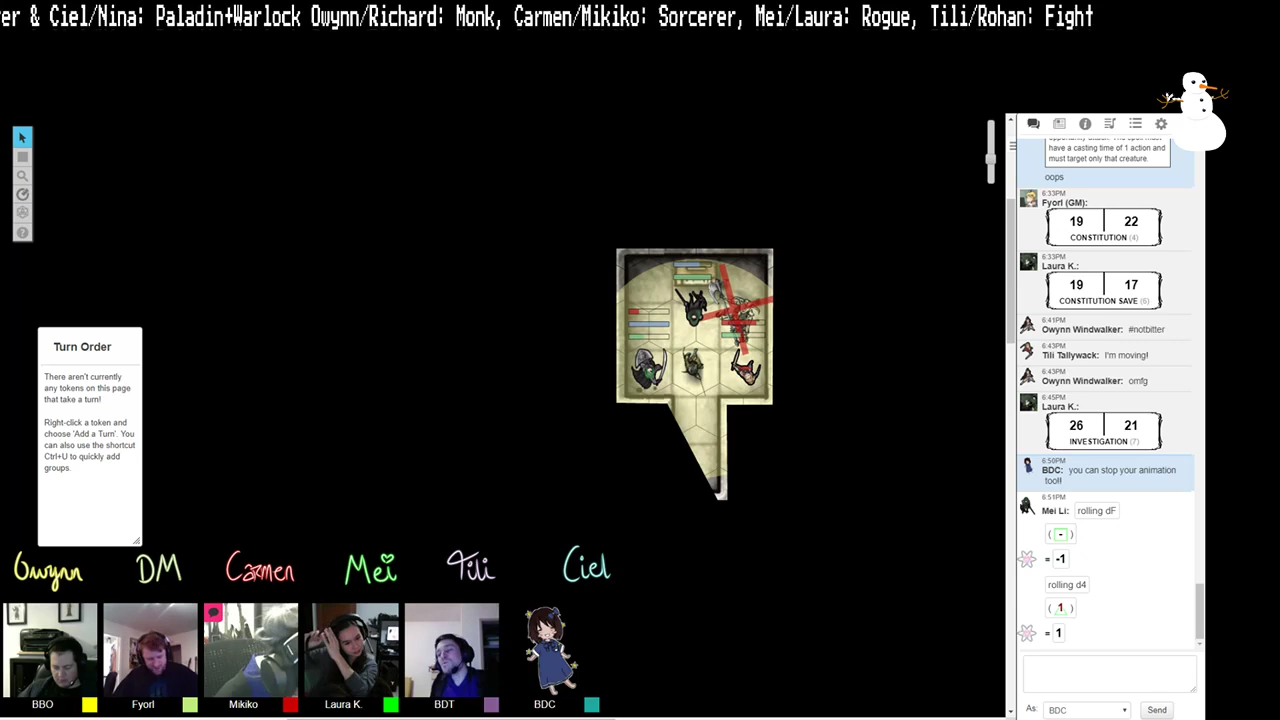 er & Ciel/Nina: Paladin+Warlock Owynn/Richard: Monk, Carmen/Mikiko: Sorcerer, Mei/Laura: Rogue, Tili/Rohan: Fight
opportunity attack. The spell must
have a casting time of 1 action and
must target only that creature.
oops
6:33PM
Fyorl (GM):
19 22
CONSTITUTION (4)
6:33PM
Laura K.:
19 17
CONSTITUTION SAVE (6)
6:41PM
Owynn Windwalker: #notbitter
6:43PM
Tili Tallywack: I'm moving!
6:43PM
Owynn Windwalker: omfg
6:45PM
Laura K.:
26 21
INVESTIGATION (7)
6:50PM
BDC: you can stop your animation
tool!
6:51PM
Mei Li: rolling dF
( - )
= -1
rolling d4
( 1 )
= 1
As: BDC
Send
Turn Order
There aren't currently
any tokens on this page
that take a turn!
Right-click a token and
choose 'Add a Turn'. You
can also use the shortcut
Ctrl+U to quickly add
groups.
Owynn DM Carmen Mei Tili Ciel
BBO Fyorl Mikiko Laura K. BDT BDC